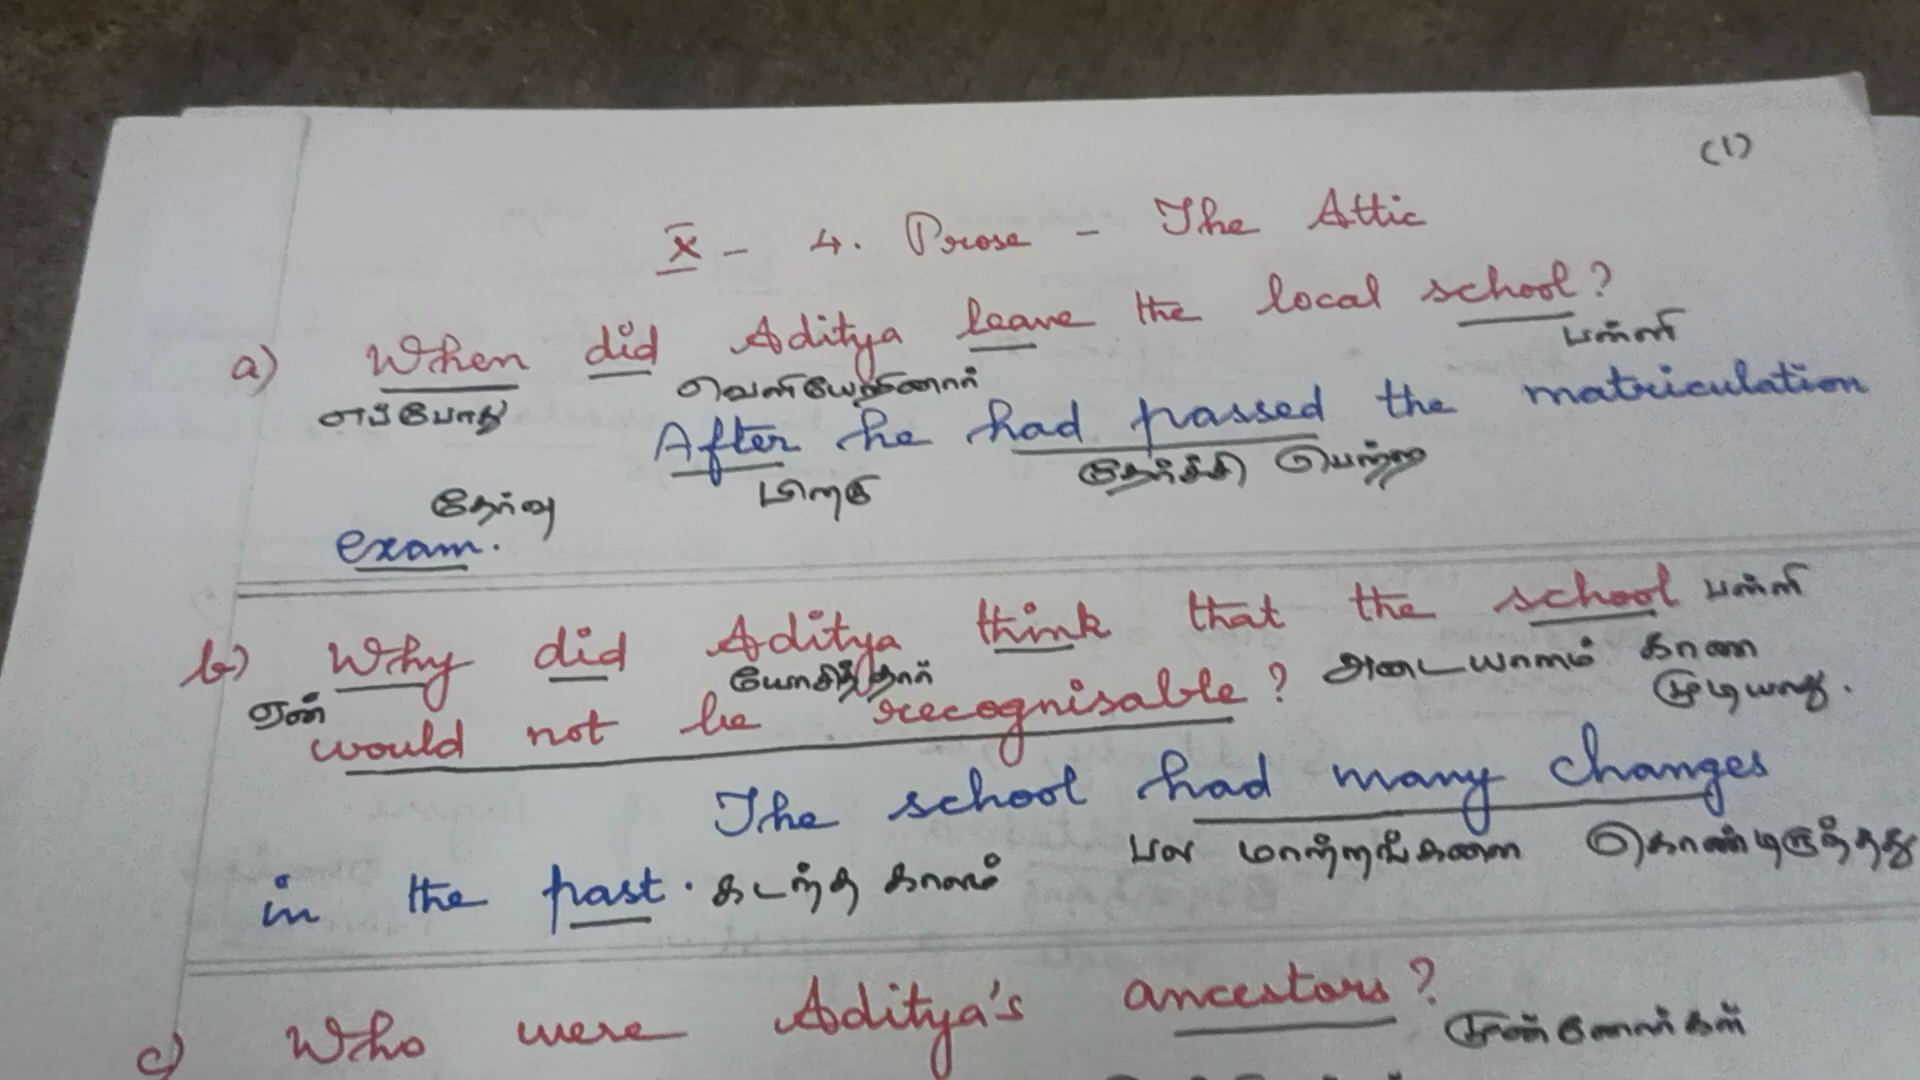 (1)
X - 4. Prose - The Attic
a) When did Aditya leave the local school?
எப்போது வெளியேறினார் பள்ளி
After he had passed the matriculation
பிறகு தேர்ச்சி பெற்ற
தேர்வு
exam.
b) Why did Aditya think that the school பள்ளி
ஏன் யோசித்தார் அடையாளம் காண
முடியாது.
would not be recognisable?
The school had many changes
பல மாற்றங்களை கொண்டிருந்தது
in the past. கடந்த காலம்
c) Who were Aditya's ancestors?
முன்னோர்கள்